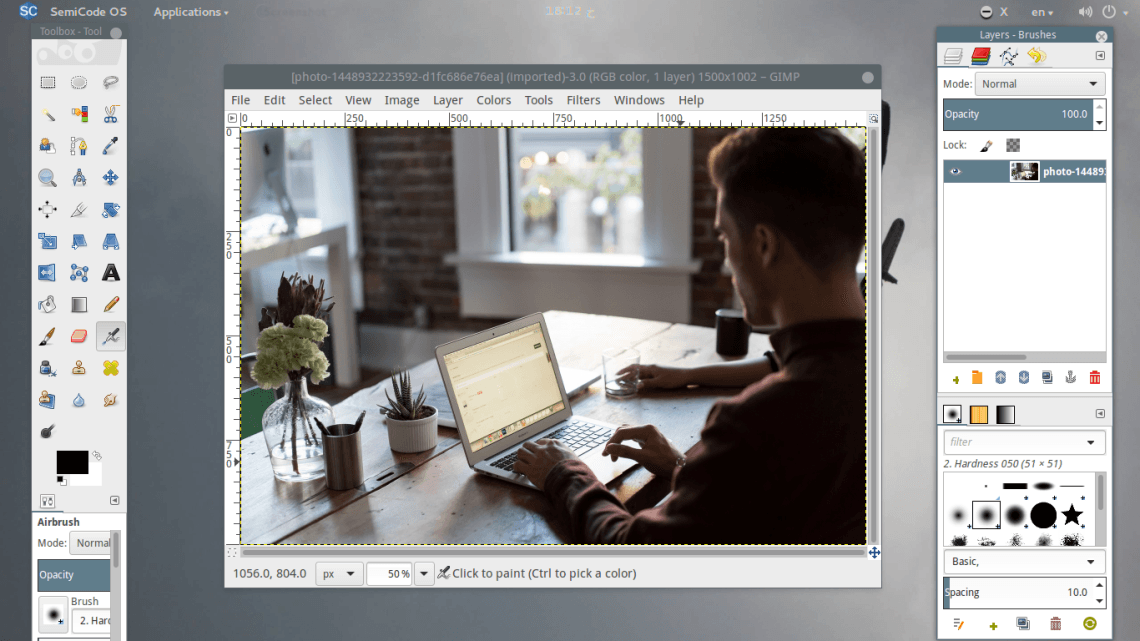 SC SemiCode OS Applications
18:12
X en
Toolbox - Tool
Airbrush
Mode: Normal
Opacity
Brush
2. Hard
[photo-1448932223592-d1fc686e76ea] (imported)-3.0 (RGB color, 1 layer) 1500x1002 – GIMP
File Edit Select View Image Layer Colors Tools Filters Windows Help
0 250 500 750 1000 1250
0
250
500
750
1056.0, 804.0 px 50 % Click to paint (Ctrl to pick a color)
Layers - Brushes
Mode: Normal
Opacity 100.0
Lock:
photo-14489
filter
2. Hardness 050 (51 × 51)
Basic,
Spacing 10.0